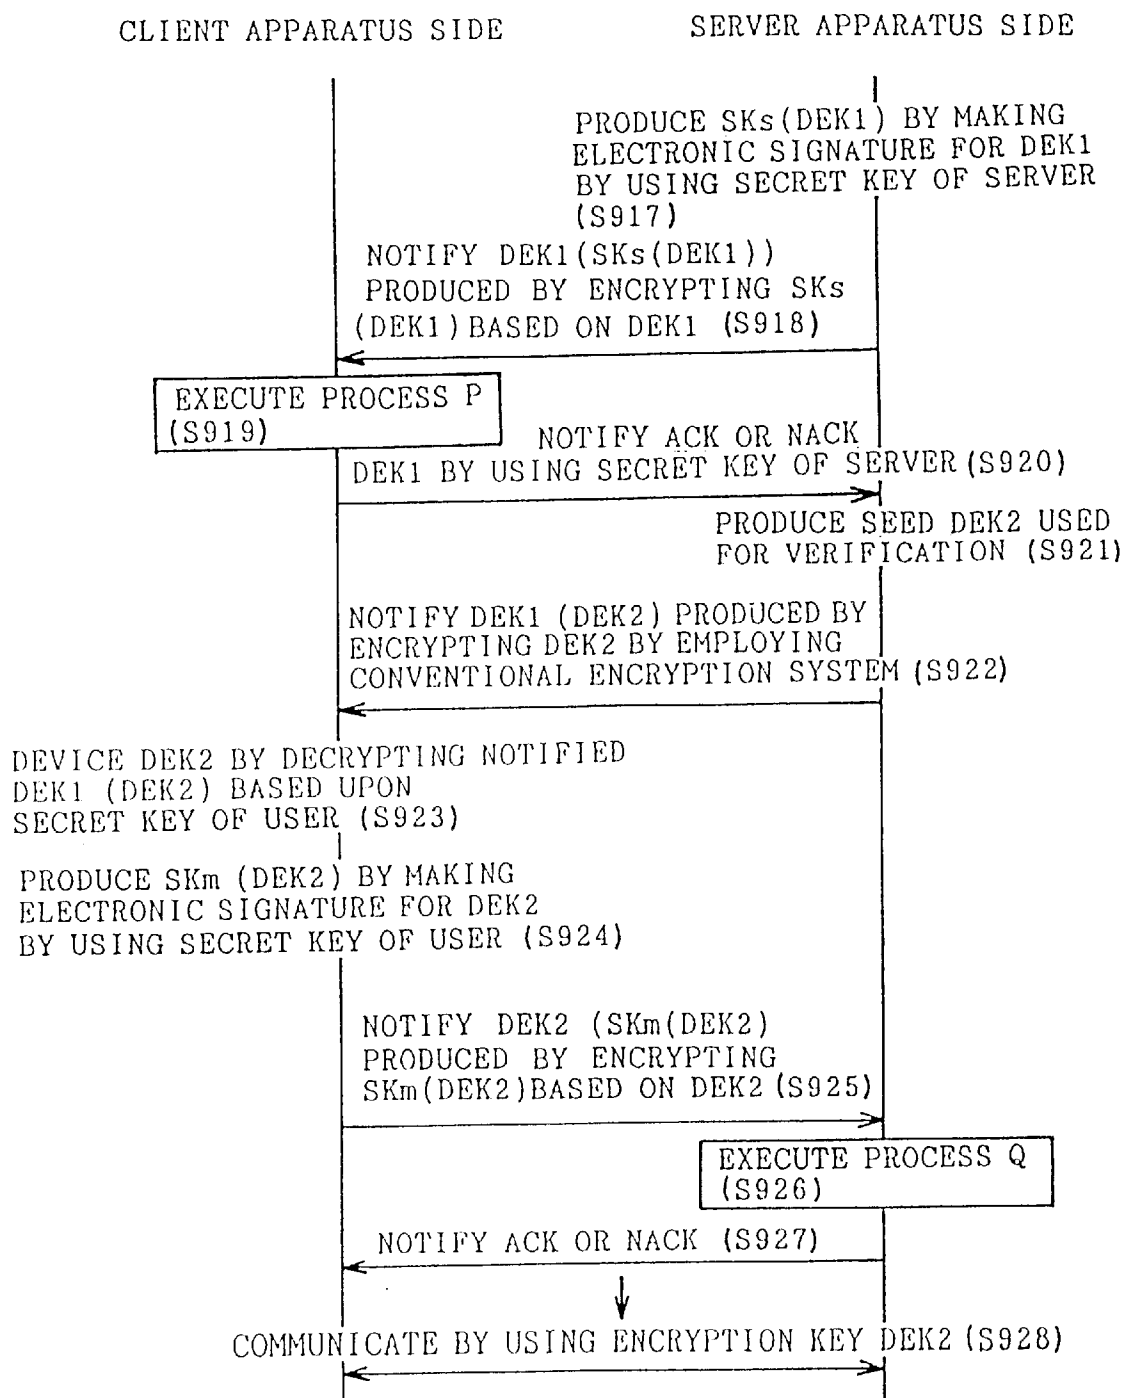 CLIENT APPARATUS SIDE
SERVER APPARATUS SIDE
PRODUCE SKs(DEK1) BY MAKING
ELECTRONIC SIGNATURE FOR DEK1
BY USING SECRET KEY OF SERVER
(S917)
NOTIFY DEK1(SKs(DEK1))
PRODUCED BY ENCRYPTING SKs
(DEK1) BASED ON DEK1 (S918)
EXECUTE PROCESS P
(S919)
NOTIFY ACK OR NACK
DEK1 BY USING SECRET KEY OF SERVER (S920)
PRODUCE SEED DEK2 USED
FOR VERIFICATION (S921)
NOTIFY DEK1 (DEK2) PRODUCED BY
ENCRYPTING DEK2 BY EMPLOYING
CONVENTIONAL ENCRYPTION SYSTEM (S922)
DEVICE DEK2 BY DECRYPTING NOTIFIED
DEK1 (DEK2) BASED UPON
SECRET KEY OF USER (S923)
PRODUCE SKm (DEK2) BY MAKING
ELECTRONIC SIGNATURE FOR DEK2
BY USING SECRET KEY OF USER (S924)
NOTIFY DEK2 (SKm(DEK2)
PRODUCED BY ENCRYPTING
SKm(DEK2) BASED ON DEK2 (S925)
EXECUTE PROCESS Q
(S926)
NOTIFY ACK OR NACK (S927)
COMMUNICATE BY USING ENCRYPTION KEY DEK2 (S928)